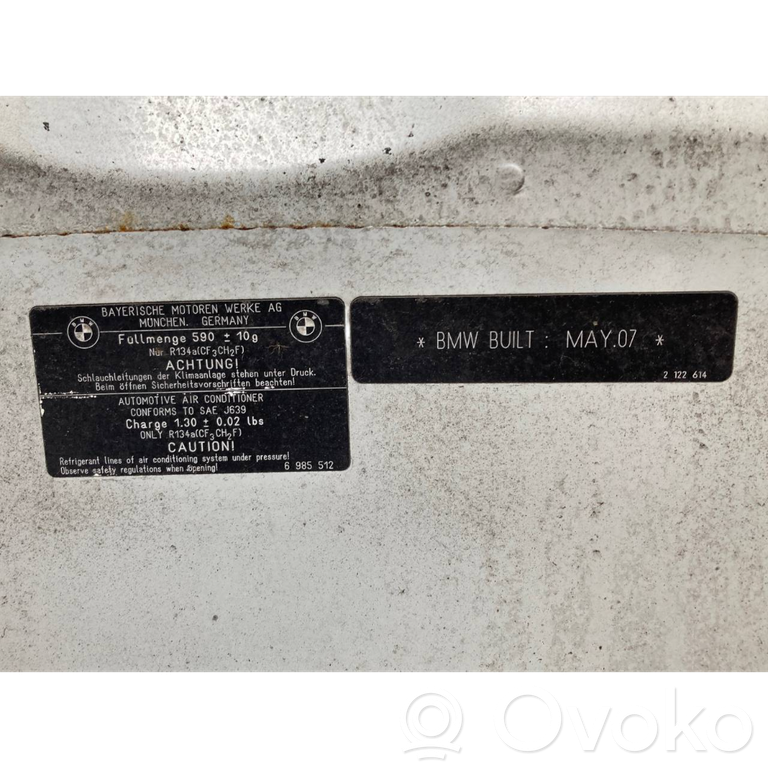 BAYERISCHE MOTOREN WERKE AG
MÜNCHEN, GERMANY
BMW
BMW
Füllmenge 590 ± 10g
Nur R134a(CF3CH2F)
ACHTUNG!
Schlauchleitungen der Klimaanlage stehen unter Druck.
Beim öffnen Sicherheitsvorschriften beachten!
AUTOMOTIVE AIR CONDITIONER
CONFORMS TO SAE J639
Charge 1.30 ± 0.02 lbs
ONLY R134a(CF3CH2F)
CAUTION!
Refrigerant lines of air conditioning system under pressure!
Observe safety regulations when opening!
6 985 512
* BMW BUILT : MAY.07 *
2 122 614
Ovoko